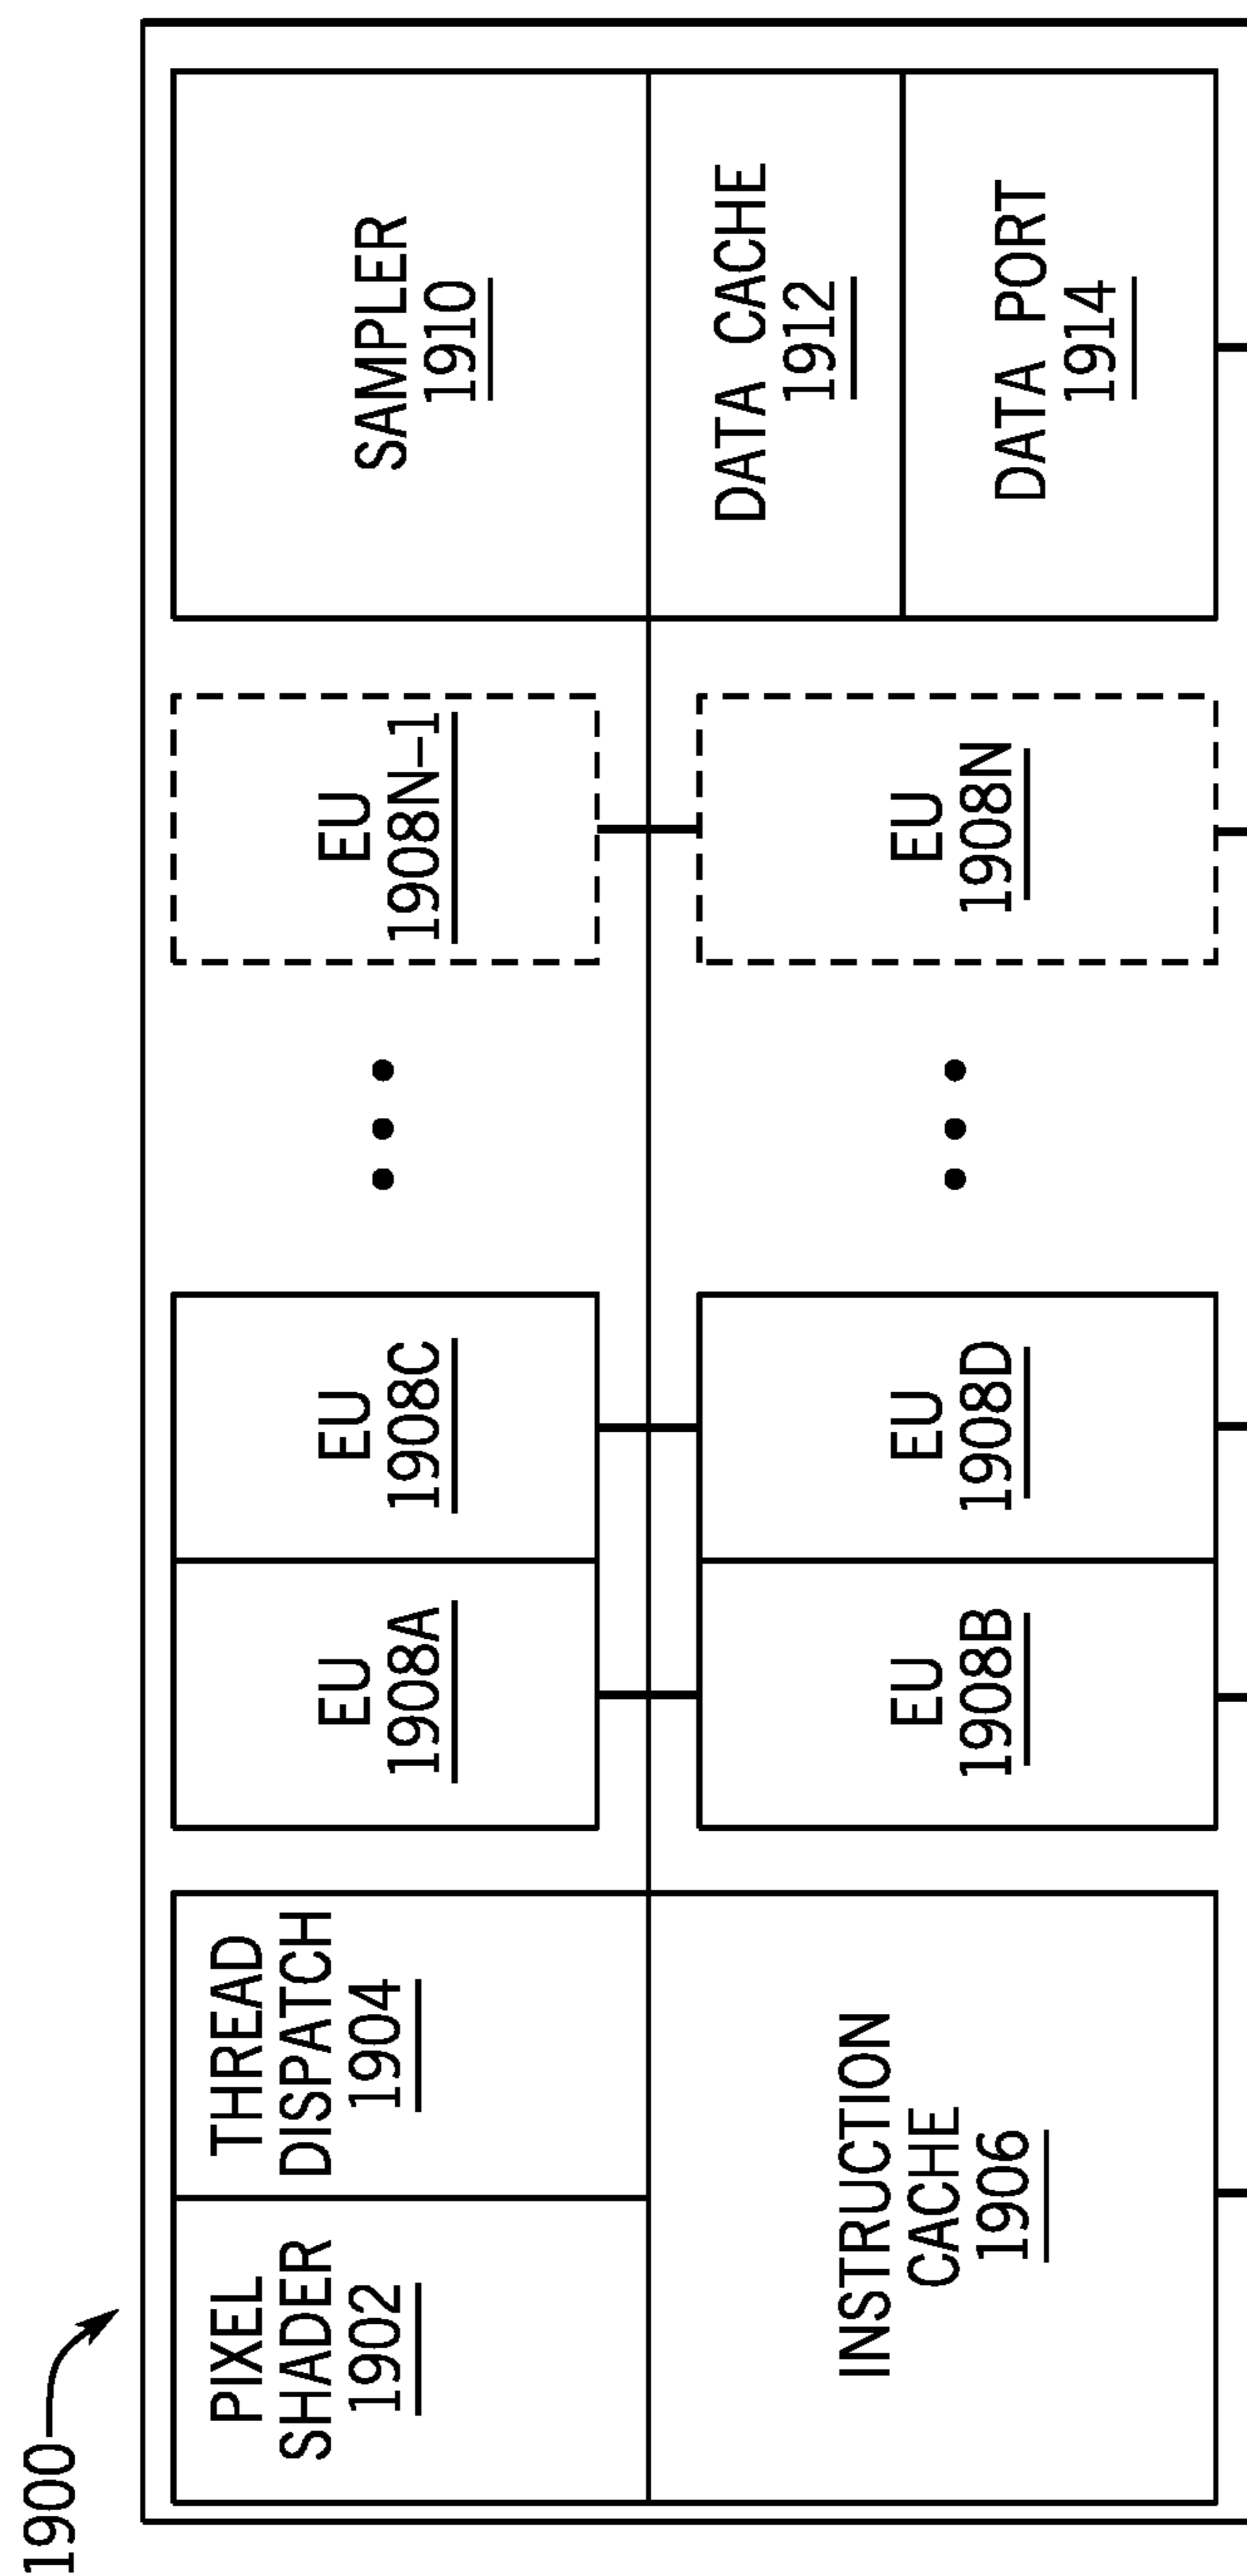 1900
PIXEL
SHADER
1902
THREAD
DISPATCH
1904
EU
1908A
EU
1908C
EU
1908N-1
SAMPLER
1910
INSTRUCTION
CACHE
1906
EU
1908B
EU
1908D
EU
1908N
DATA CACHE
1912
DATA PORT
1914